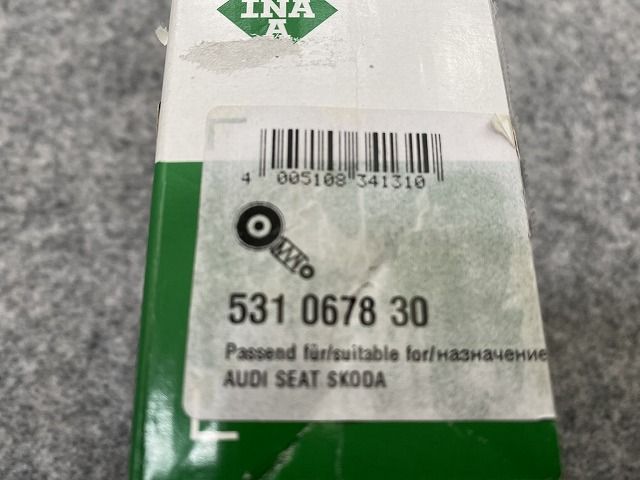 INA
A
4 005108 341310
531 0678 30
Passend für/suitable for/назначение
AUDI SEAT SKODA